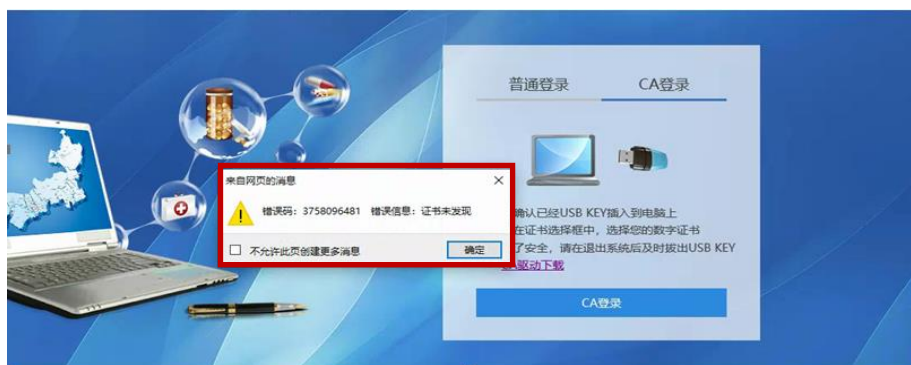 普通登录
CA登录
来自网页的消息
错误码：3758096481 错误信息：证书未发现
不允许此页创建更多消息
确定
确认已经USB KEY插入到电脑上
在证书选择框中，选择您的数字证书
了安全，请在退出系统后及时拔出USB KEY
CA驱动下载
CA登录